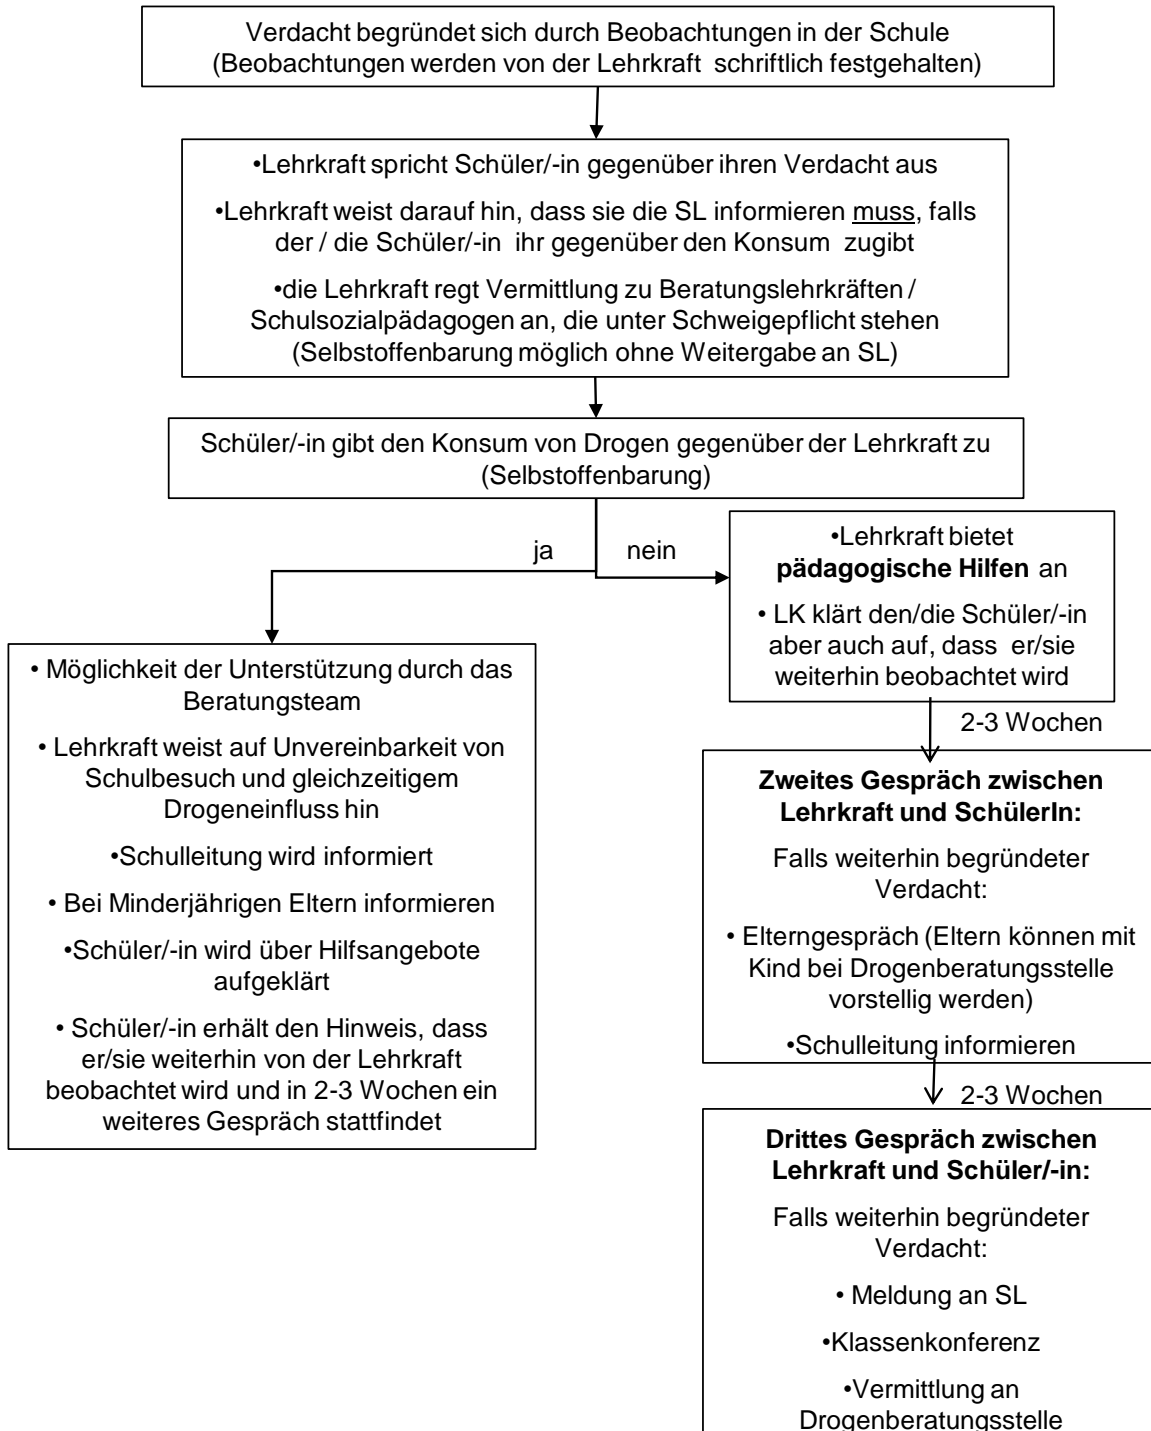 Verdacht begründet sich durch Beobachtungen in der Schule
(Beobachtungen werden von der Lehrkraft schriftlich festgehalten)
•Lehrkraft spricht Schüler/-in gegenüber ihren Verdacht aus
•Lehrkraft weist darauf hin, dass sie die SL informieren muss, falls
der / die Schüler/-in ihr gegenüber den Konsum zugibt
•die Lehrkraft regt Vermittlung zu Beratungslehrkräften /
Schulsozialpädagogen an, die unter Schweigepflicht stehen
(Selbstoffenbarung möglich ohne Weitergabe an SL)
Schüler/-in gibt den Konsum von Drogen gegenüber der Lehrkraft zu
(Selbstoffenbarung)
ja
nein
• Möglichkeit der Unterstützung durch das
Beratungsteam
• Lehrkraft weist auf Unvereinbarkeit von
Schulbesuch und gleichzeitigem
Drogeneinfluss hin
•Schulleitung wird informiert
• Bei Minderjährigen Eltern informieren
•Schüler/-in wird über Hilfsangebote
aufgeklärt
• Schüler/-in erhält den Hinweis, dass
er/sie weiterhin von der Lehrkraft
beobachtet wird und in 2-3 Wochen ein
weiteres Gespräch stattfindet
•Lehrkraft bietet
pädagogische Hilfen an
• LK klärt den/die Schüler/-in
aber auch auf, dass er/sie
weiterhin beobachtet wird
2-3 Wochen
Zweites Gespräch zwischen
Lehrkraft und SchülerIn:
Falls weiterhin begründeter
Verdacht:
• Elterngespräch (Eltern können mit
Kind bei Drogenberatungsstelle
vorstellig werden)
•Schulleitung informieren
2-3 Wochen
Drittes Gespräch zwischen
Lehrkraft und Schüler/-in:
Falls weiterhin begründeter
Verdacht:
• Meldung an SL
•Klassenkonferenz
•Vermittlung an
Drogenberatungsstelle